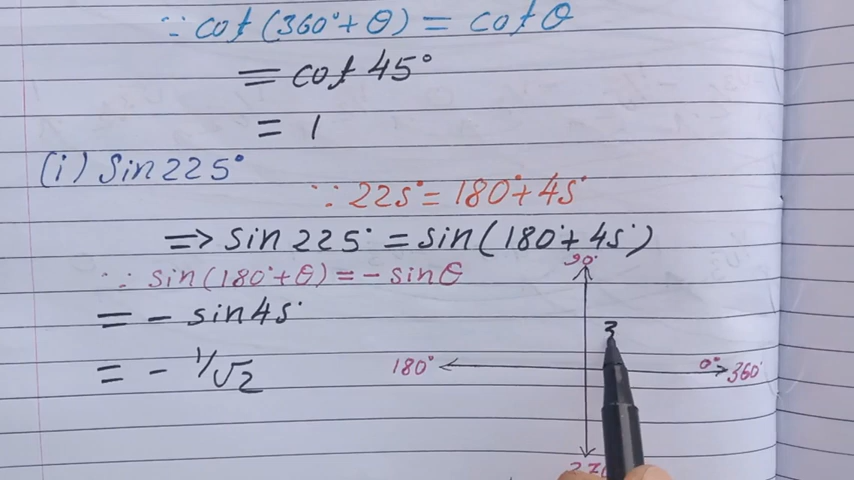 ∵ cot(360°+θ) = cotθ
= cot 45°
= 1
(i) Sin 225°
∵ 225° = 180°+45°
⇒ sin 225° = sin(180°+45°)
∵ sin(180°+θ) = - sinθ
90°
= - sin45°
3
180° 0° 360°
= - 1/√2